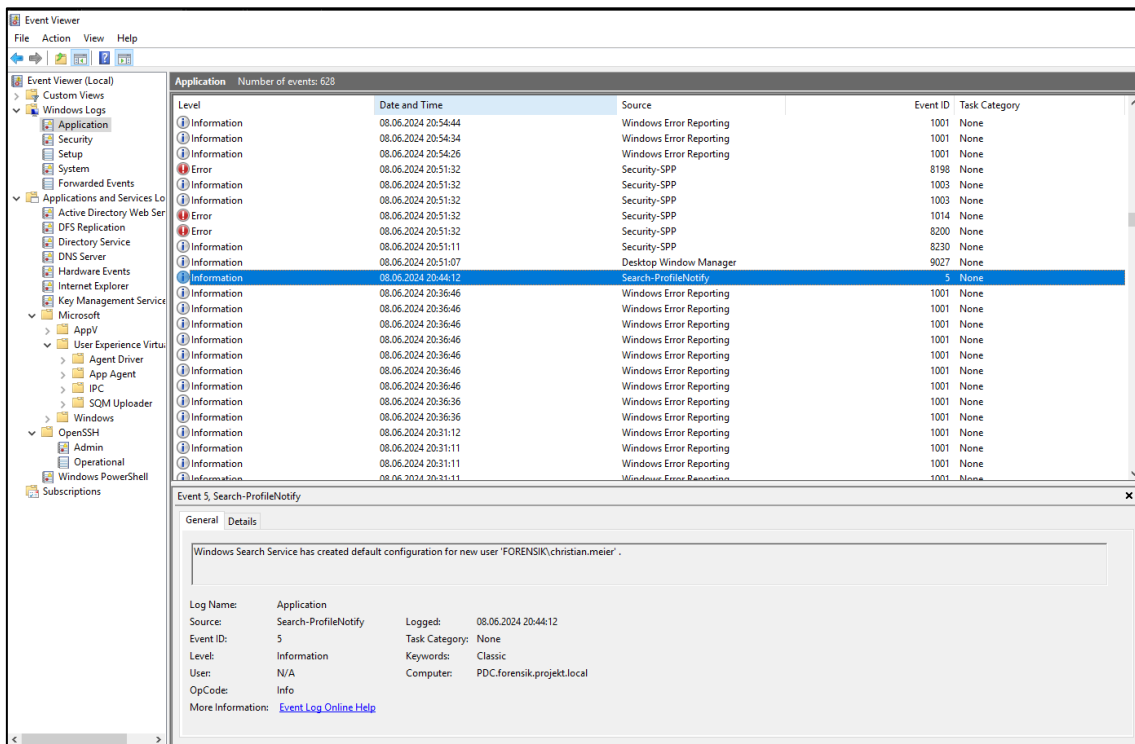 Event Viewer
File Action View Help
Event Viewer (Local)
Custom Views
Windows Logs
Application
Security
Setup
System
Forwarded Events
Applications and Services Lo
Active Directory Web Ser
DFS Replication
Directory Service
DNS Server
Hardware Events
Internet Explorer
Key Management Service
Microsoft
AppV
User Experience Virtu
Agent Driver
App Agent
IPC
SQM Uploader
Windows
OpenSSH
Admin
Operational
Windows PowerShell
Subscriptions
Application Number of events: 628
Level Date and Time Source Event ID Task Category
Information 08.06.2024 20:54:44 Windows Error Reporting 1001 None
Information 08.06.2024 20:54:34 Windows Error Reporting 1001 None
Information 08.06.2024 20:54:26 Windows Error Reporting 1001 None
Error 08.06.2024 20:51:32 Security-SPP 8198 None
Information 08.06.2024 20:51:32 Security-SPP 1003 None
Information 08.06.2024 20:51:32 Security-SPP 1003 None
Error 08.06.2024 20:51:32 Security-SPP 1014 None
Error 08.06.2024 20:51:32 Security-SPP 8200 None
Information 08.06.2024 20:51:11 Security-SPP 8230 None
Information 08.06.2024 20:51:07 Desktop Window Manager 9027 None
Information 08.06.2024 20:44:12 Search-ProfileNotify 5 None
Information 08.06.2024 20:36:46 Windows Error Reporting 1001 None
Information 08.06.2024 20:36:46 Windows Error Reporting 1001 None
Information 08.06.2024 20:36:46 Windows Error Reporting 1001 None
Information 08.06.2024 20:36:46 Windows Error Reporting 1001 None
Information 08.06.2024 20:36:46 Windows Error Reporting 1001 None
Information 08.06.2024 20:36:46 Windows Error Reporting 1001 None
Information 08.06.2024 20:36:46 Windows Error Reporting 1001 None
Information 08.06.2024 20:36:36 Windows Error Reporting 1001 None
Information 08.06.2024 20:36:36 Windows Error Reporting 1001 None
Information 08.06.2024 20:31:12 Windows Error Reporting 1001 None
Information 08.06.2024 20:31:11 Windows Error Reporting 1001 None
Information 08.06.2024 20:31:11 Windows Error Reporting 1001 None
Information 08.06.2024 20:31:11 Windows Error Reporting 1001 None
Event 5, Search-ProfileNotify
General Details
Windows Search Service has created default configuration for new user 'FORENSIK\christian.meier' .
Log Name: Application
Source: Search-ProfileNotify Logged: 08.06.2024 20:44:12
Event ID: 5 Task Category: None
Level: Information Keywords: Classic
User: N/A Computer: PDC.forensik.projekt.local
OpCode: Info
More Information: Event Log Online Help